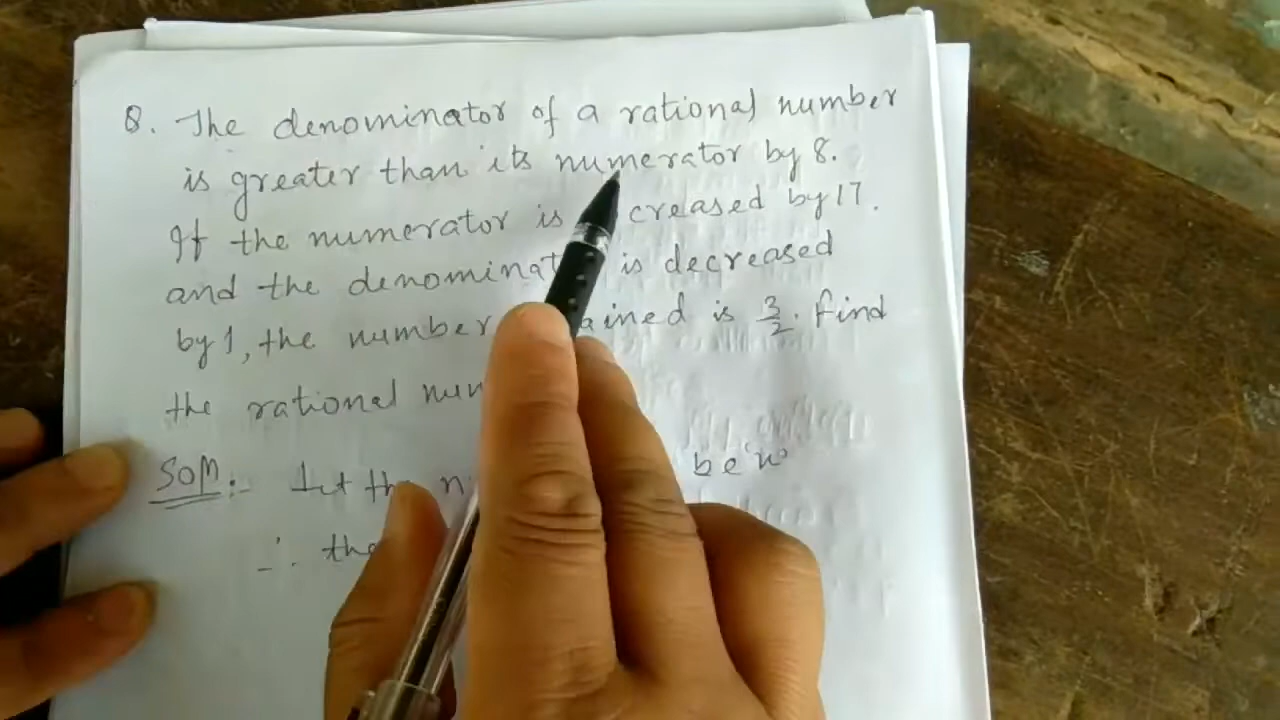 8. The denominator of a rational number
is greater than its numerator by 8.
If the numerator is creased by 17.
and the denominat is decreased
by 1, the number ained is 3/2. Find
the rational num
Soln:- Let the n be x
∴ the